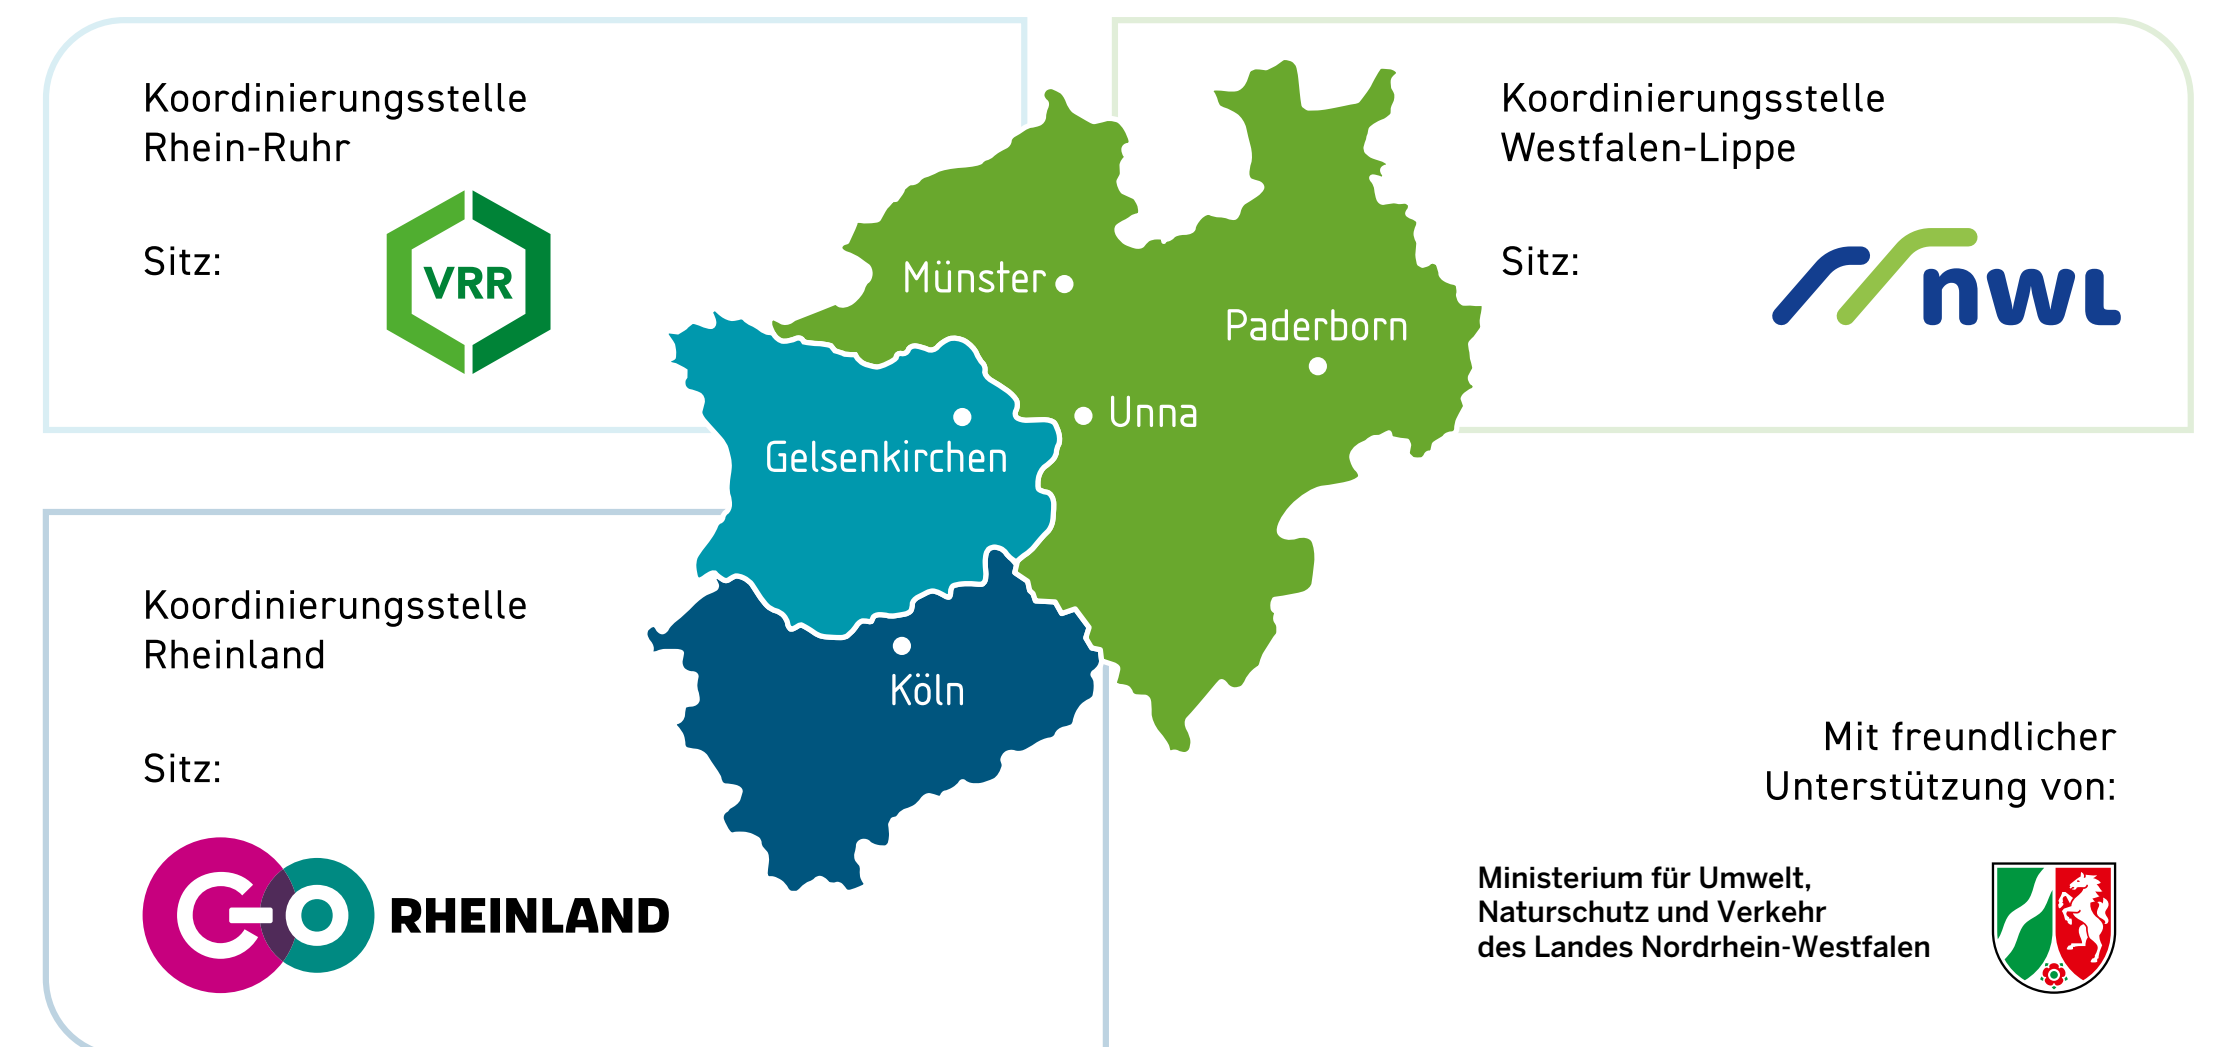 Koordinierungsstelle
Rhein-Ruhr
Sitz:
VRR
Koordinierungsstelle
Westfalen-Lippe
Sitz:
nwl
Münster
Paderborn
Unna
Gelsenkirchen
Köln
Koordinierungsstelle
Rheinland
Sitz:
GO RHEINLAND
Mit freundlicher
Unterstützung von:
Ministerium für Umwelt,
Naturschutz und Verkehr
des Landes Nordrhein-Westfalen